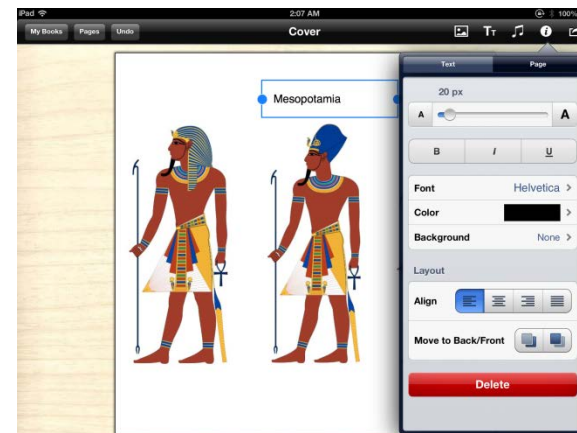 iPad 2:07 AM 100%
My Books Pages Undo Cover TT i
Text Page
Mesopotamia
20 px
A A
B I U
Font Helvetica >
Color >
Background None >
Layout
Align
Move to Back/Front
Delete